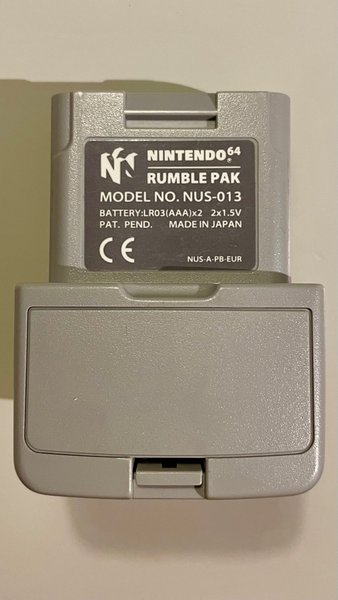 NINTENDO64®
RUMBLE PAK
MODEL NO. NUS-013
BATTERY:LR03(AAA)x2 2x1.5V
PAT. PEND. MADE IN JAPAN
CE
NUS-A-PB-EUR